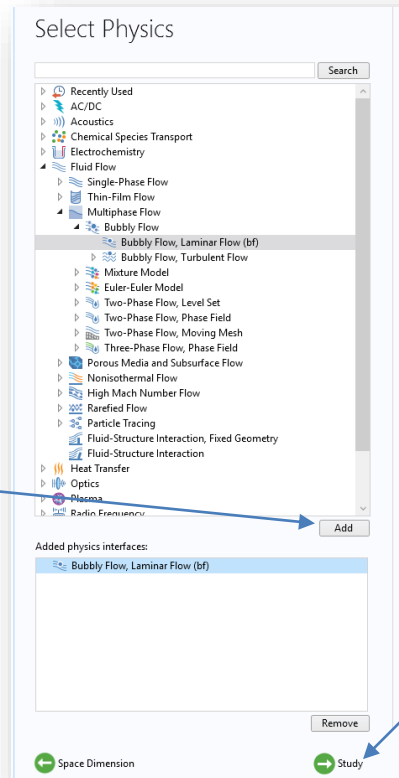 Select Physics
Search
Recently Used
AC/DC
Acoustics
Chemical Species Transport
Electrochemistry
Fluid Flow
Single-Phase Flow
Thin-Film Flow
Multiphase Flow
Bubbly Flow
Bubbly Flow, Laminar Flow (bf)
Bubbly Flow, Turbulent Flow
Mixture Model
Euler-Euler Model
Two-Phase Flow, Level Set
Two-Phase Flow, Phase Field
Two-Phase Flow, Moving Mesh
Three-Phase Flow, Phase Field
Porous Media and Subsurface Flow
Nonisothermal Flow
High Mach Number Flow
Rarefied Flow
Particle Tracing
Fluid-Structure Interaction, Fixed Geometry
Fluid-Structure Interaction
Heat Transfer
Optics
Plasma
Radio Frequency
Add
Added physics interfaces:
Bubbly Flow, Laminar Flow (bf)
Remove
Space Dimension Study